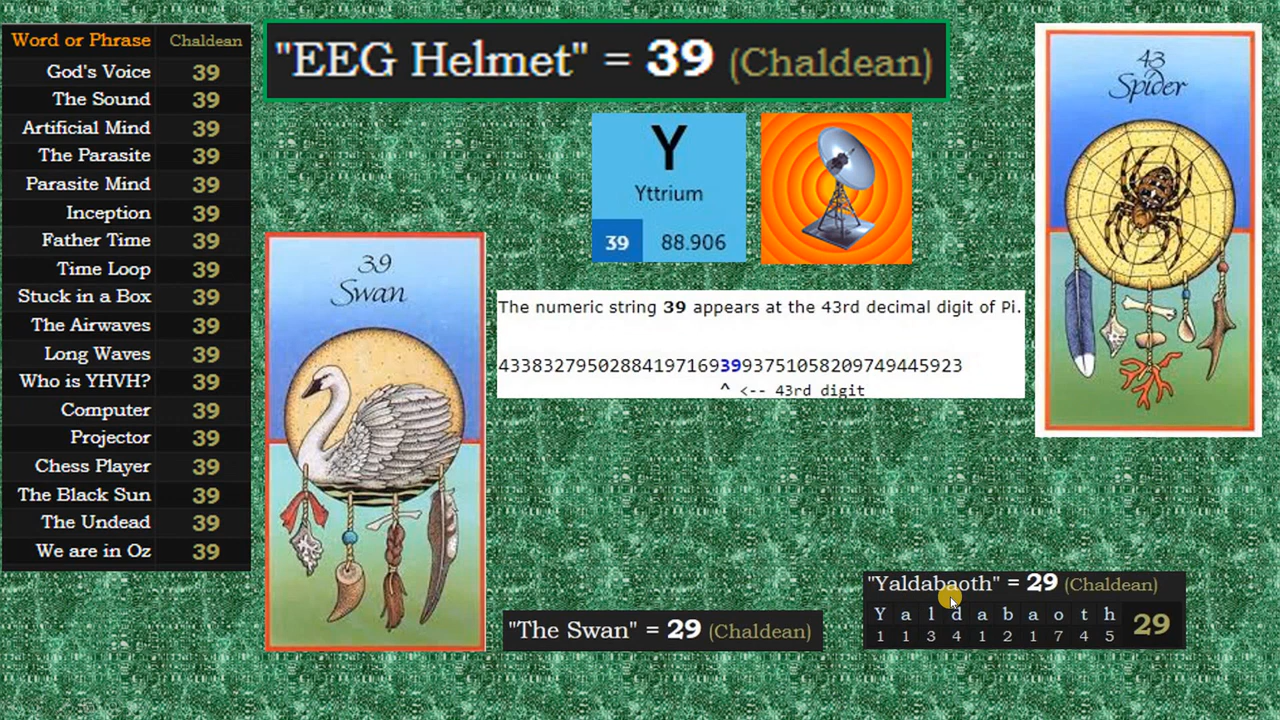 Word or Phrase Chaldean
God's Voice 39
The Sound 39
Artificial Mind 39
The Parasite 39
Parasite Mind 39
Inception 39
Father Time 39
Time Loop 39
Stuck in a Box 39
The Airwaves 39
Long Waves 39
Who is YHVH? 39
Computer 39
Projector 39
Chess Player 39
The Black Sun 39
The Undead 39
We are in Oz 39
"EEG Helmet" = 39 (Chaldean)
Y
Yttrium
39 88.906
43
Spider
39
Swan
The numeric string 39 appears at the 43rd decimal digit of Pi.
43383279502884197169399375105820974944592​3
^ <-- 43rd digit
"The Swan" = 29 (Chaldean)
"Yaldabaoth" = 29 (Chaldean)
Y a l d a b a o t h
1 1 3 4 1 2 1 7 4 5 29